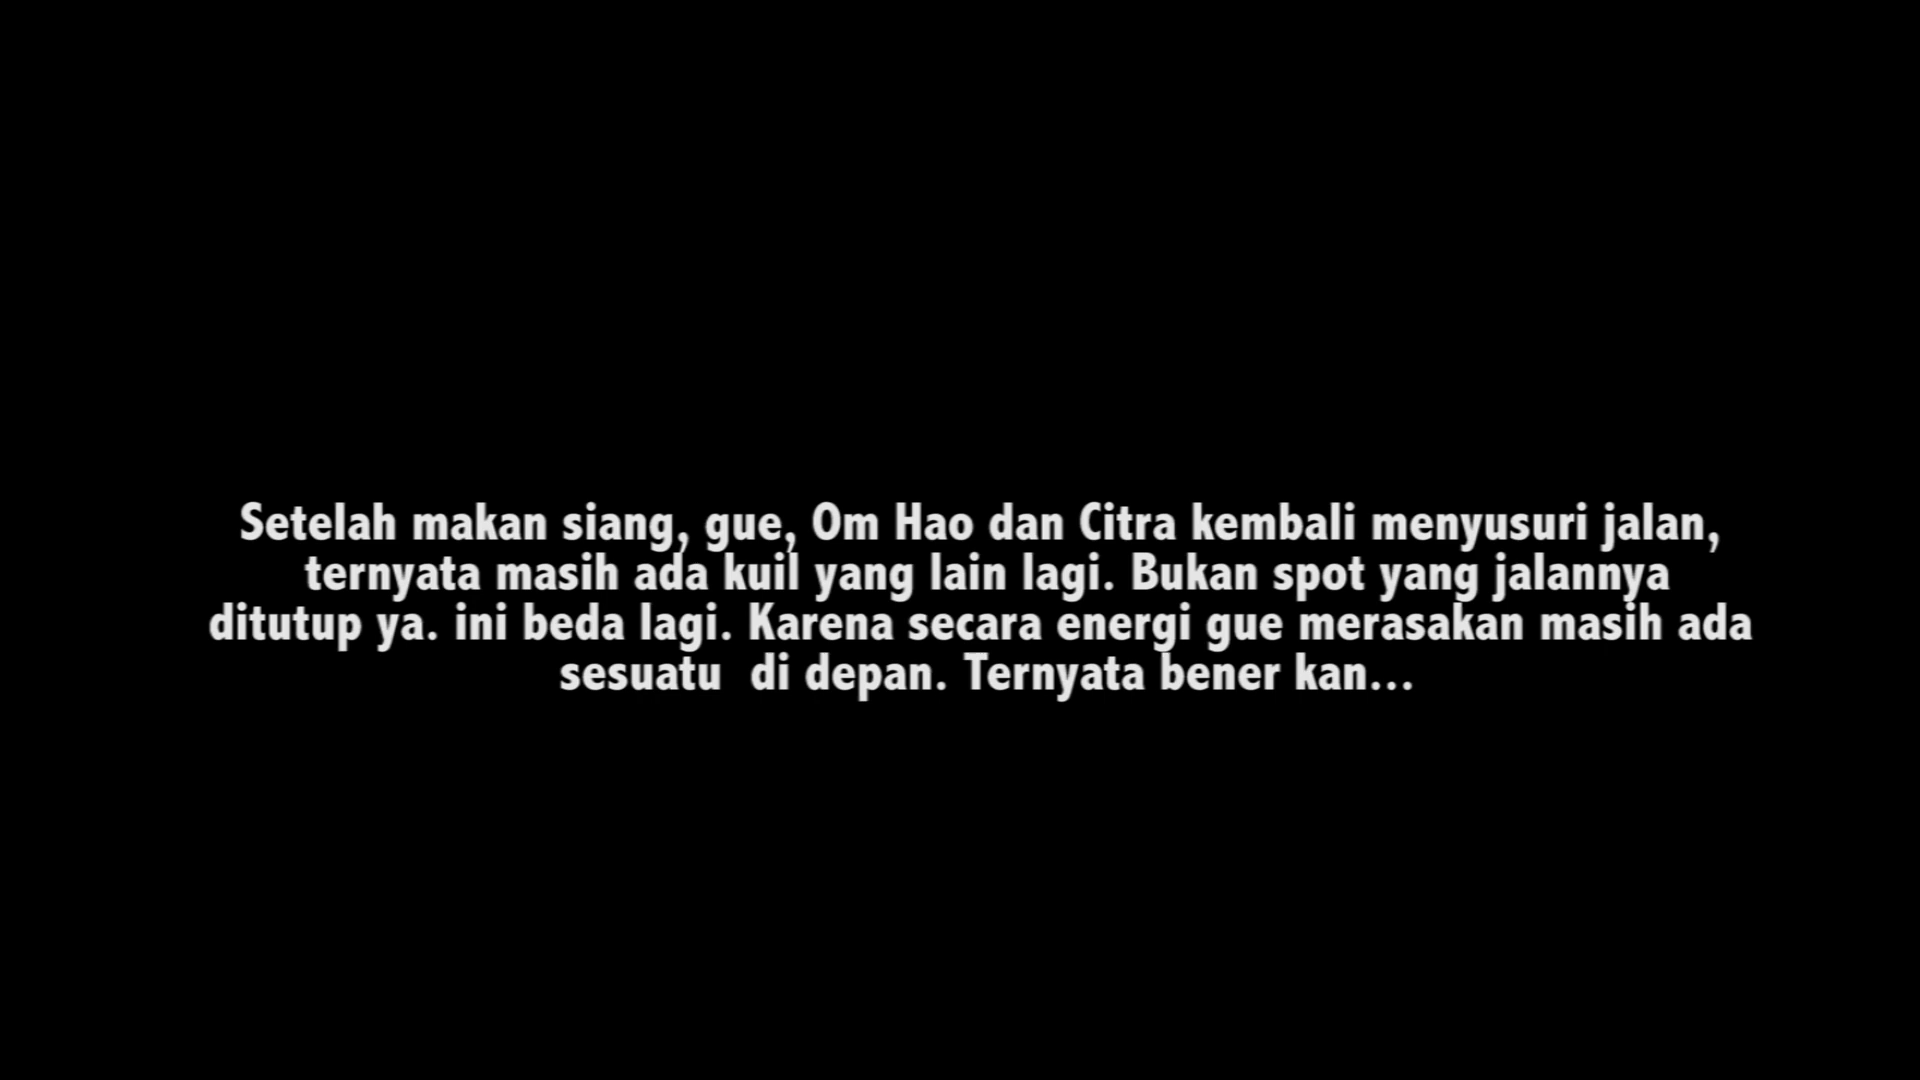 Setelah makan siang, gue, Om Hao dan Citra kembali menyusuri jalan,
ternyata masih ada kuil yang lain lagi. Bukan spot yang jalannya
ditutup ya. ini beda lagi. Karena secara energi gue merasakan masih ada
sesuatu  di depan. Ternyata bener kan...